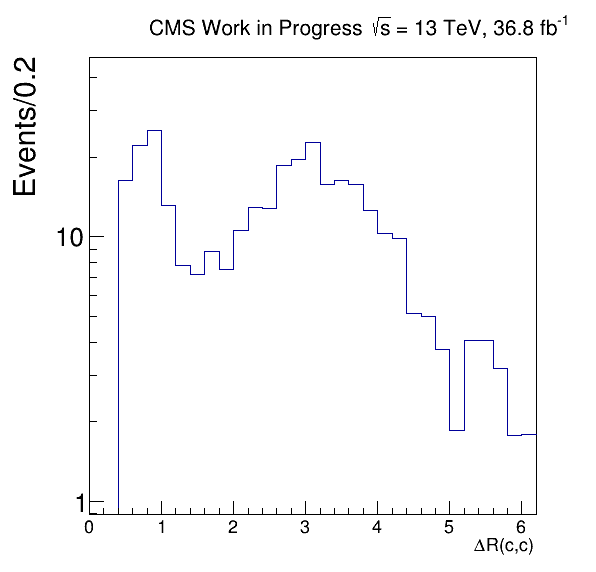 CMS Work in Progress √s = 13 TeV, 36.8 fb⁻¹
Events/0.2
10
1
0 1 2 3 4 5 6
ΔR(c,c)